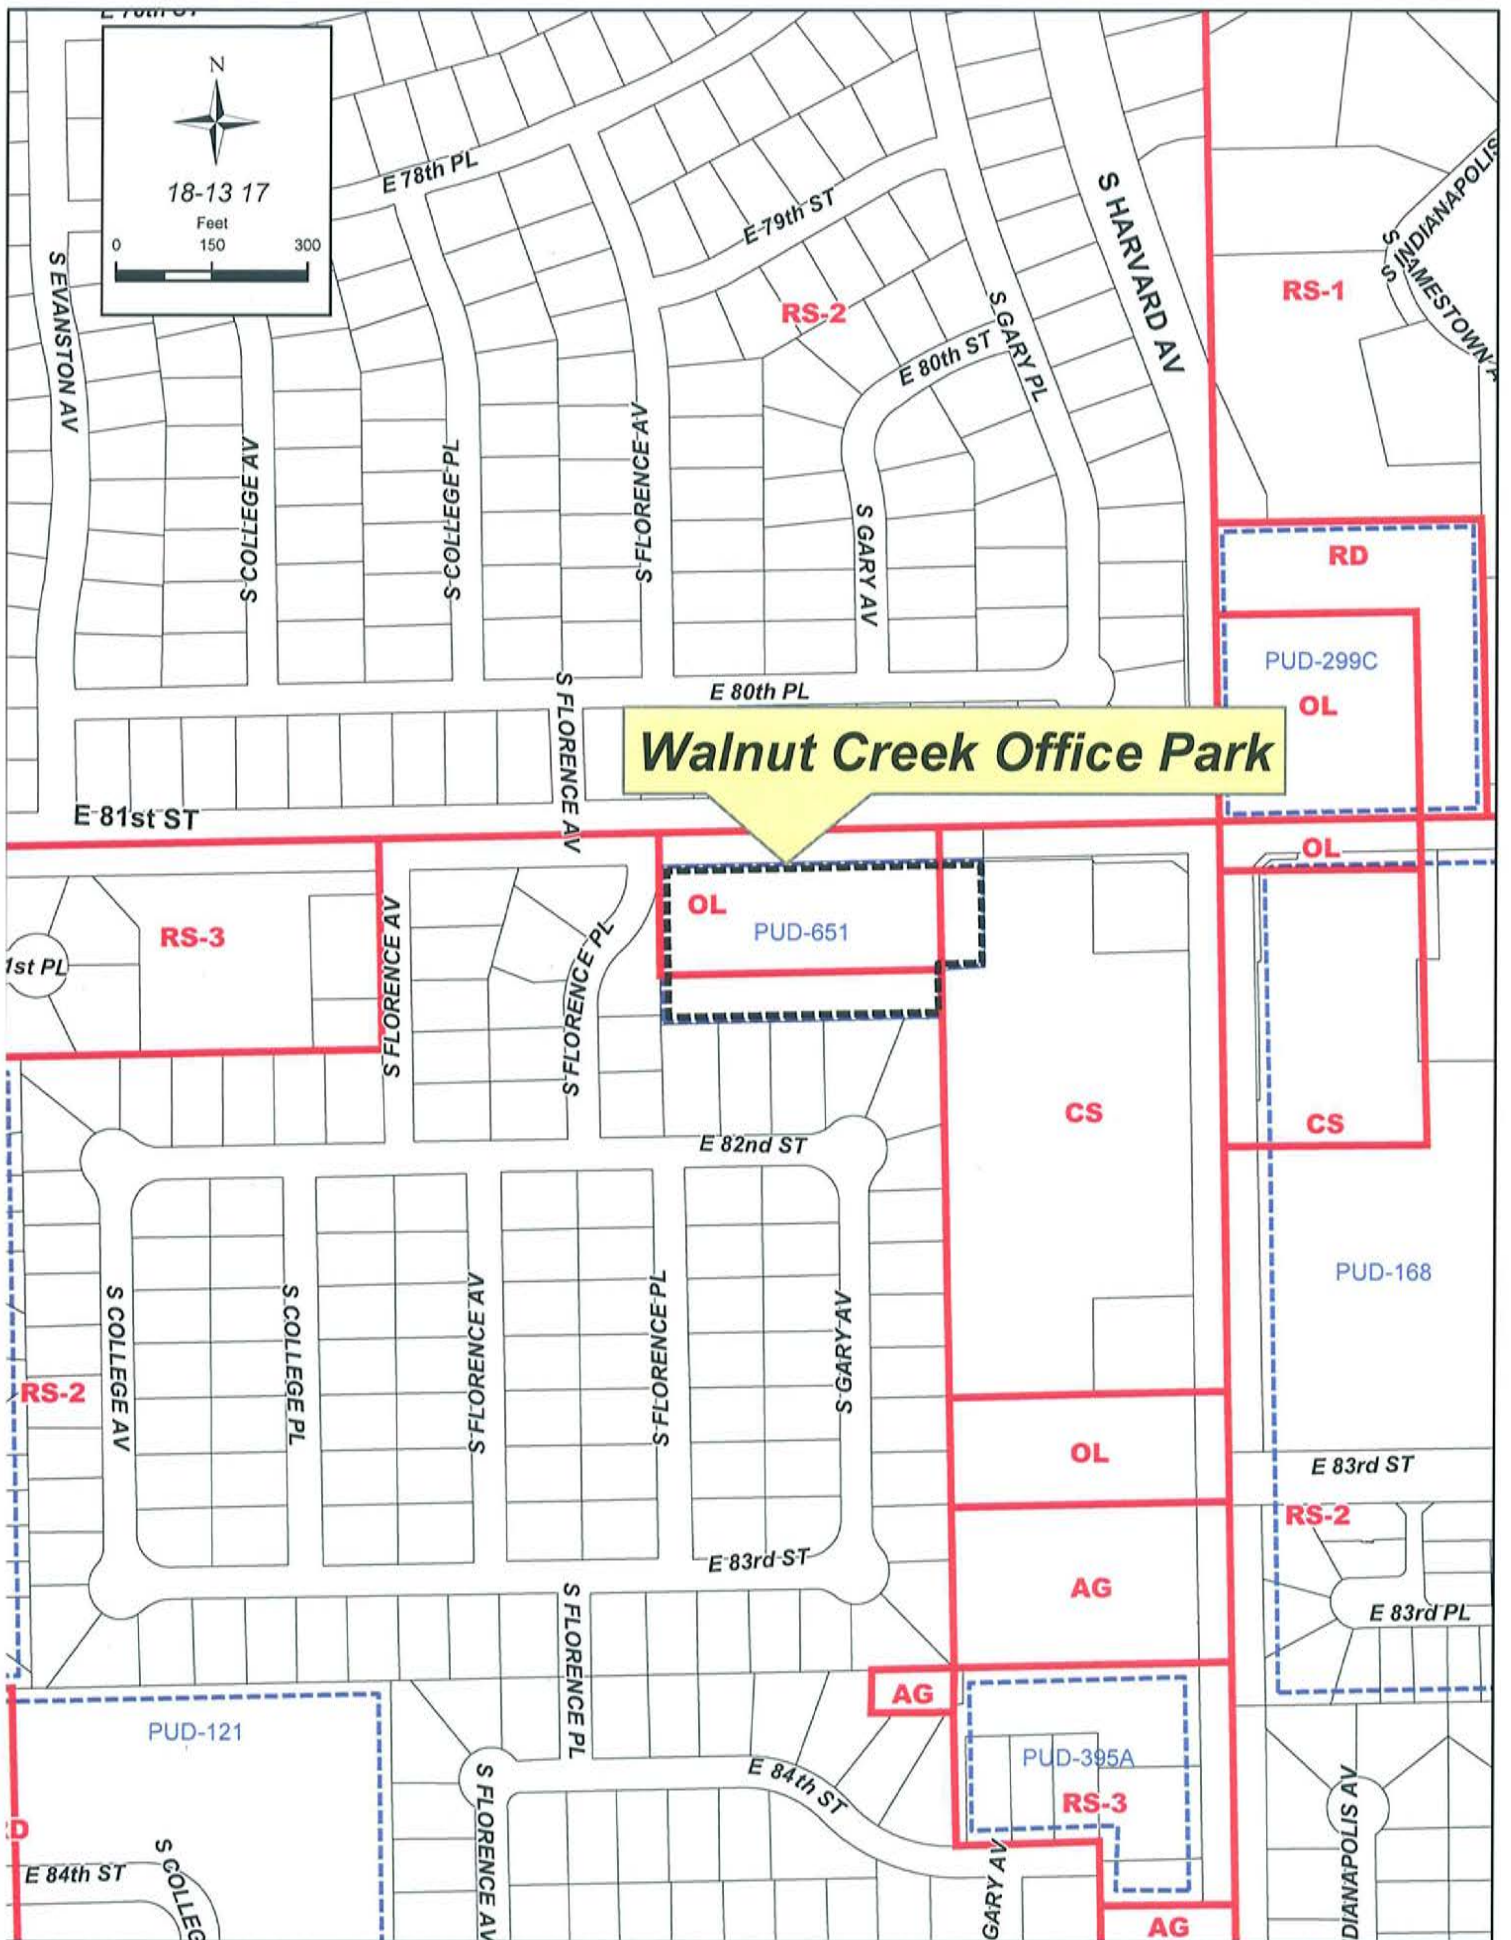 N
18-13 17
Feet
0 150 300
E 78th PL
E 79th ST
S HARVARD AV
S INDIANAPOLIS
S JAMESTOWN
S EVANSTON AV
RS-1
RS-2
S GARY PL
E 80th ST
S COLLEGE AV
S COLLEGE PL
S FLORENCE AV
S GARY AV
RD
PUD-299C
OL
E 80th PL
S FLORENCE AV
Walnut Creek Office Park
E 81st ST
OL
OL
PUD-651
RS-3
1st PL
S FLORENCE AV
S FLORENCE PL
CS
CS
E 82nd ST
PUD-168
S COLLEGE AV
S COLLEGE PL
S FLORENCE AV
S FLORENCE PL
S GARY AV
RS-2
OL
E 83rd ST
RS-2
E 83rd ST
AG
E 83rd PL
S FLORENCE PL
AG
PUD-121
PUD-395A
RS-3
E 84th ST
S FLORENCE AV
DIANAPOLIS AV
E 84th ST
S COLLEG
GARY AV
AG